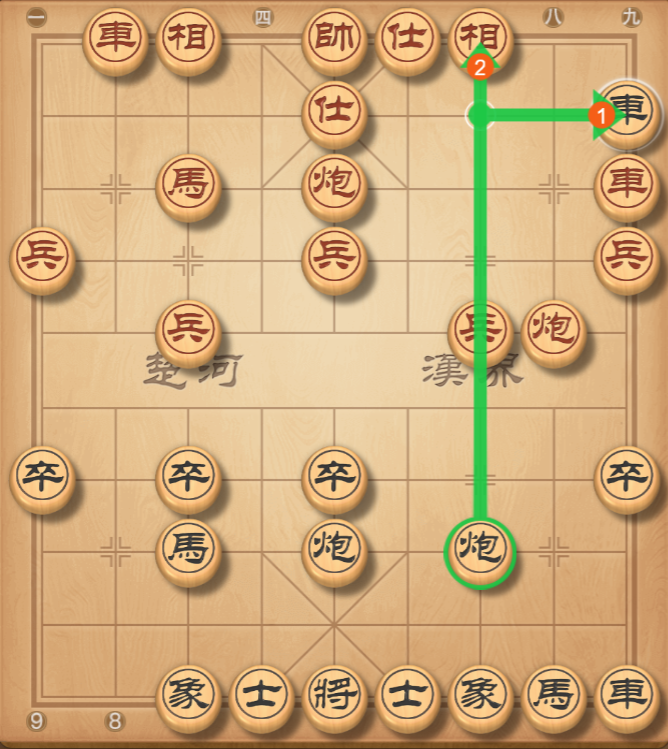 一 四 八 九
車 相 帥 仕 相
仕 車
2
1
馬 炮 車
兵 兵 兵
兵 兵 炮
楚河 漢界
卒 卒 卒 卒
馬 炮 炮
象 士 將 士 象 馬 車
9 8